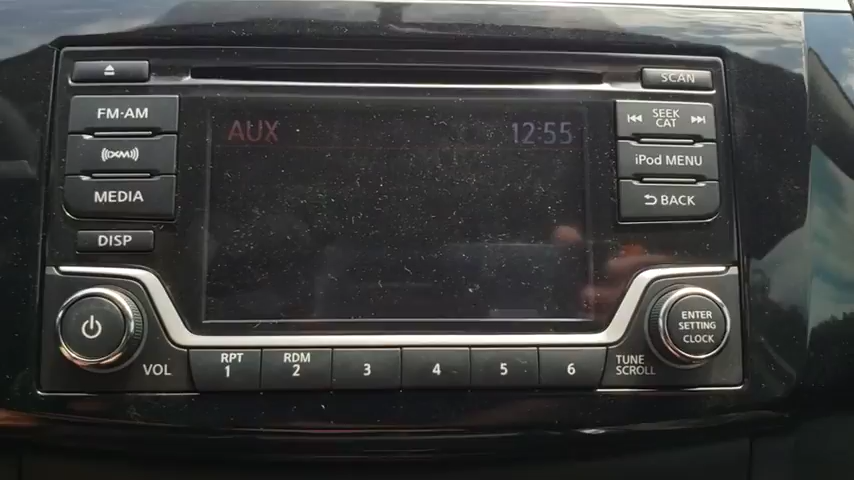 SCAN
FM·AM
SEEK
CAT
AUX
12:55
((XM))
iPod MENU
MEDIA
BACK
DISP
ENTER
SETTING
CLOCK
VOL
RPT
1
RDM
2
3
4
5
6
TUNE
SCROLL